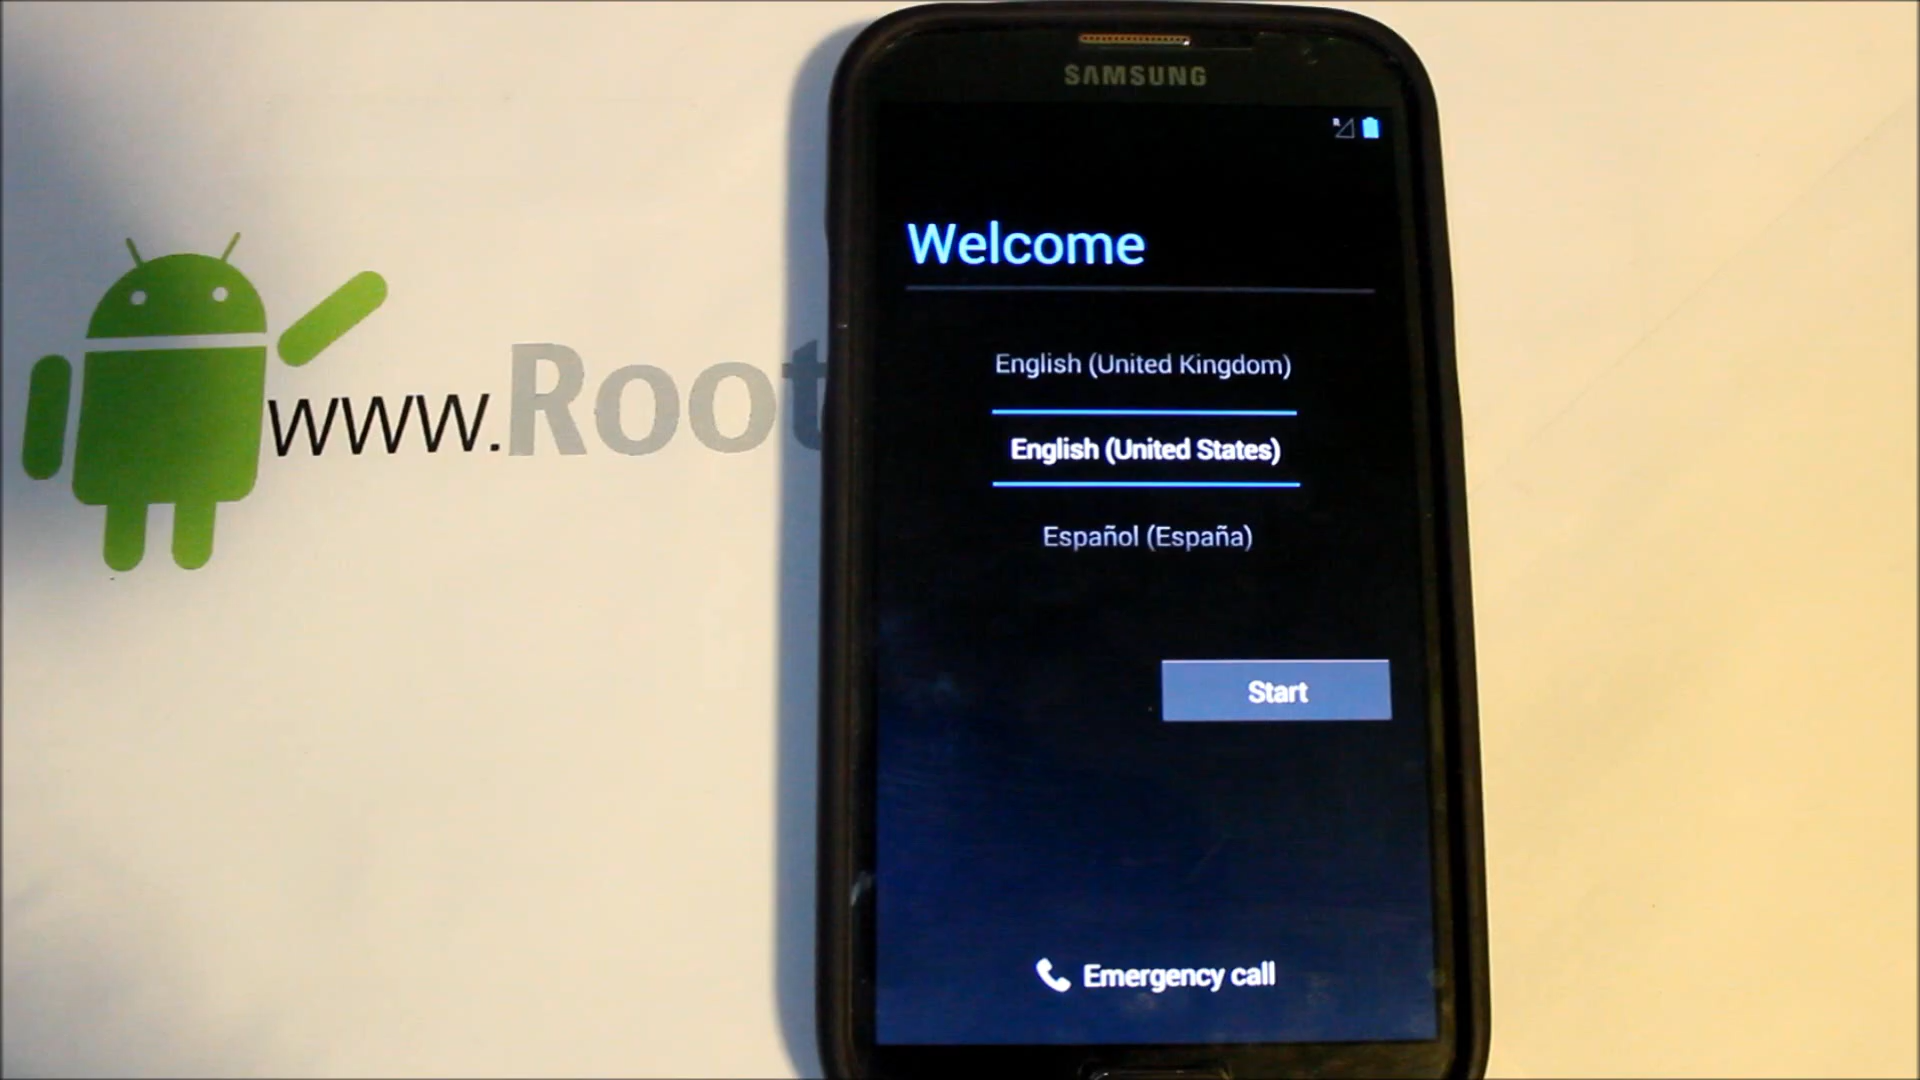 www.Root
SAMSUNG
R
Welcome
English (United Kingdom)
English (United States)
Español (España)
Start
Emergency call